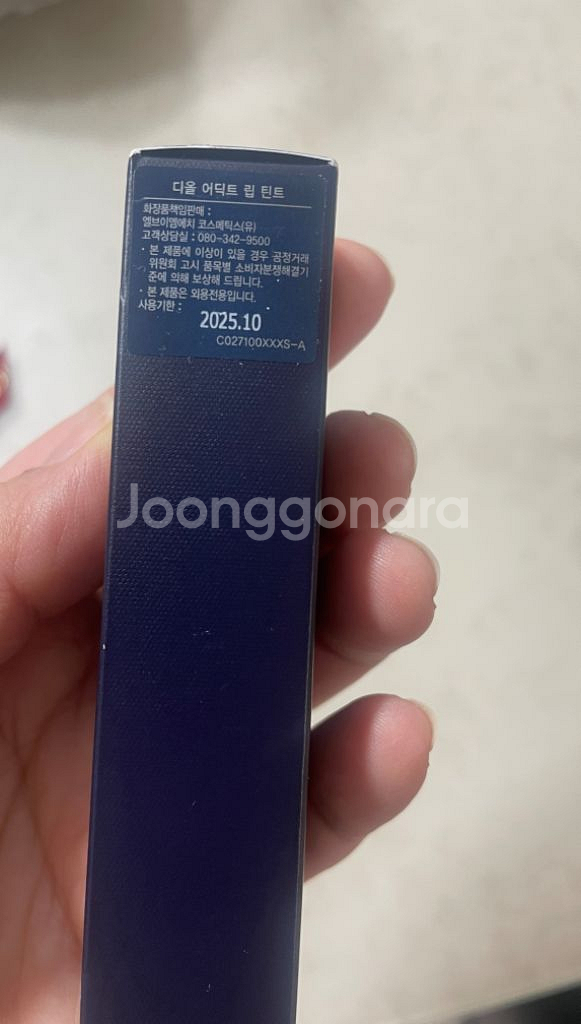 디올 어딕트 립 틴트
화장품책임판매 :
엘브이엠에치 코스메틱스(유)
고객상담실 : 080-342-9500
· 본 제품에 이상이 있을 경우 공정거래
위원회 고시 품목별 소비자분쟁해결기
준에 의해 보상해 드립니다.
· 본 제품은 외용전용입니다.
사용기한 :
2025.10
C027100XXXS-A
Joonggonara